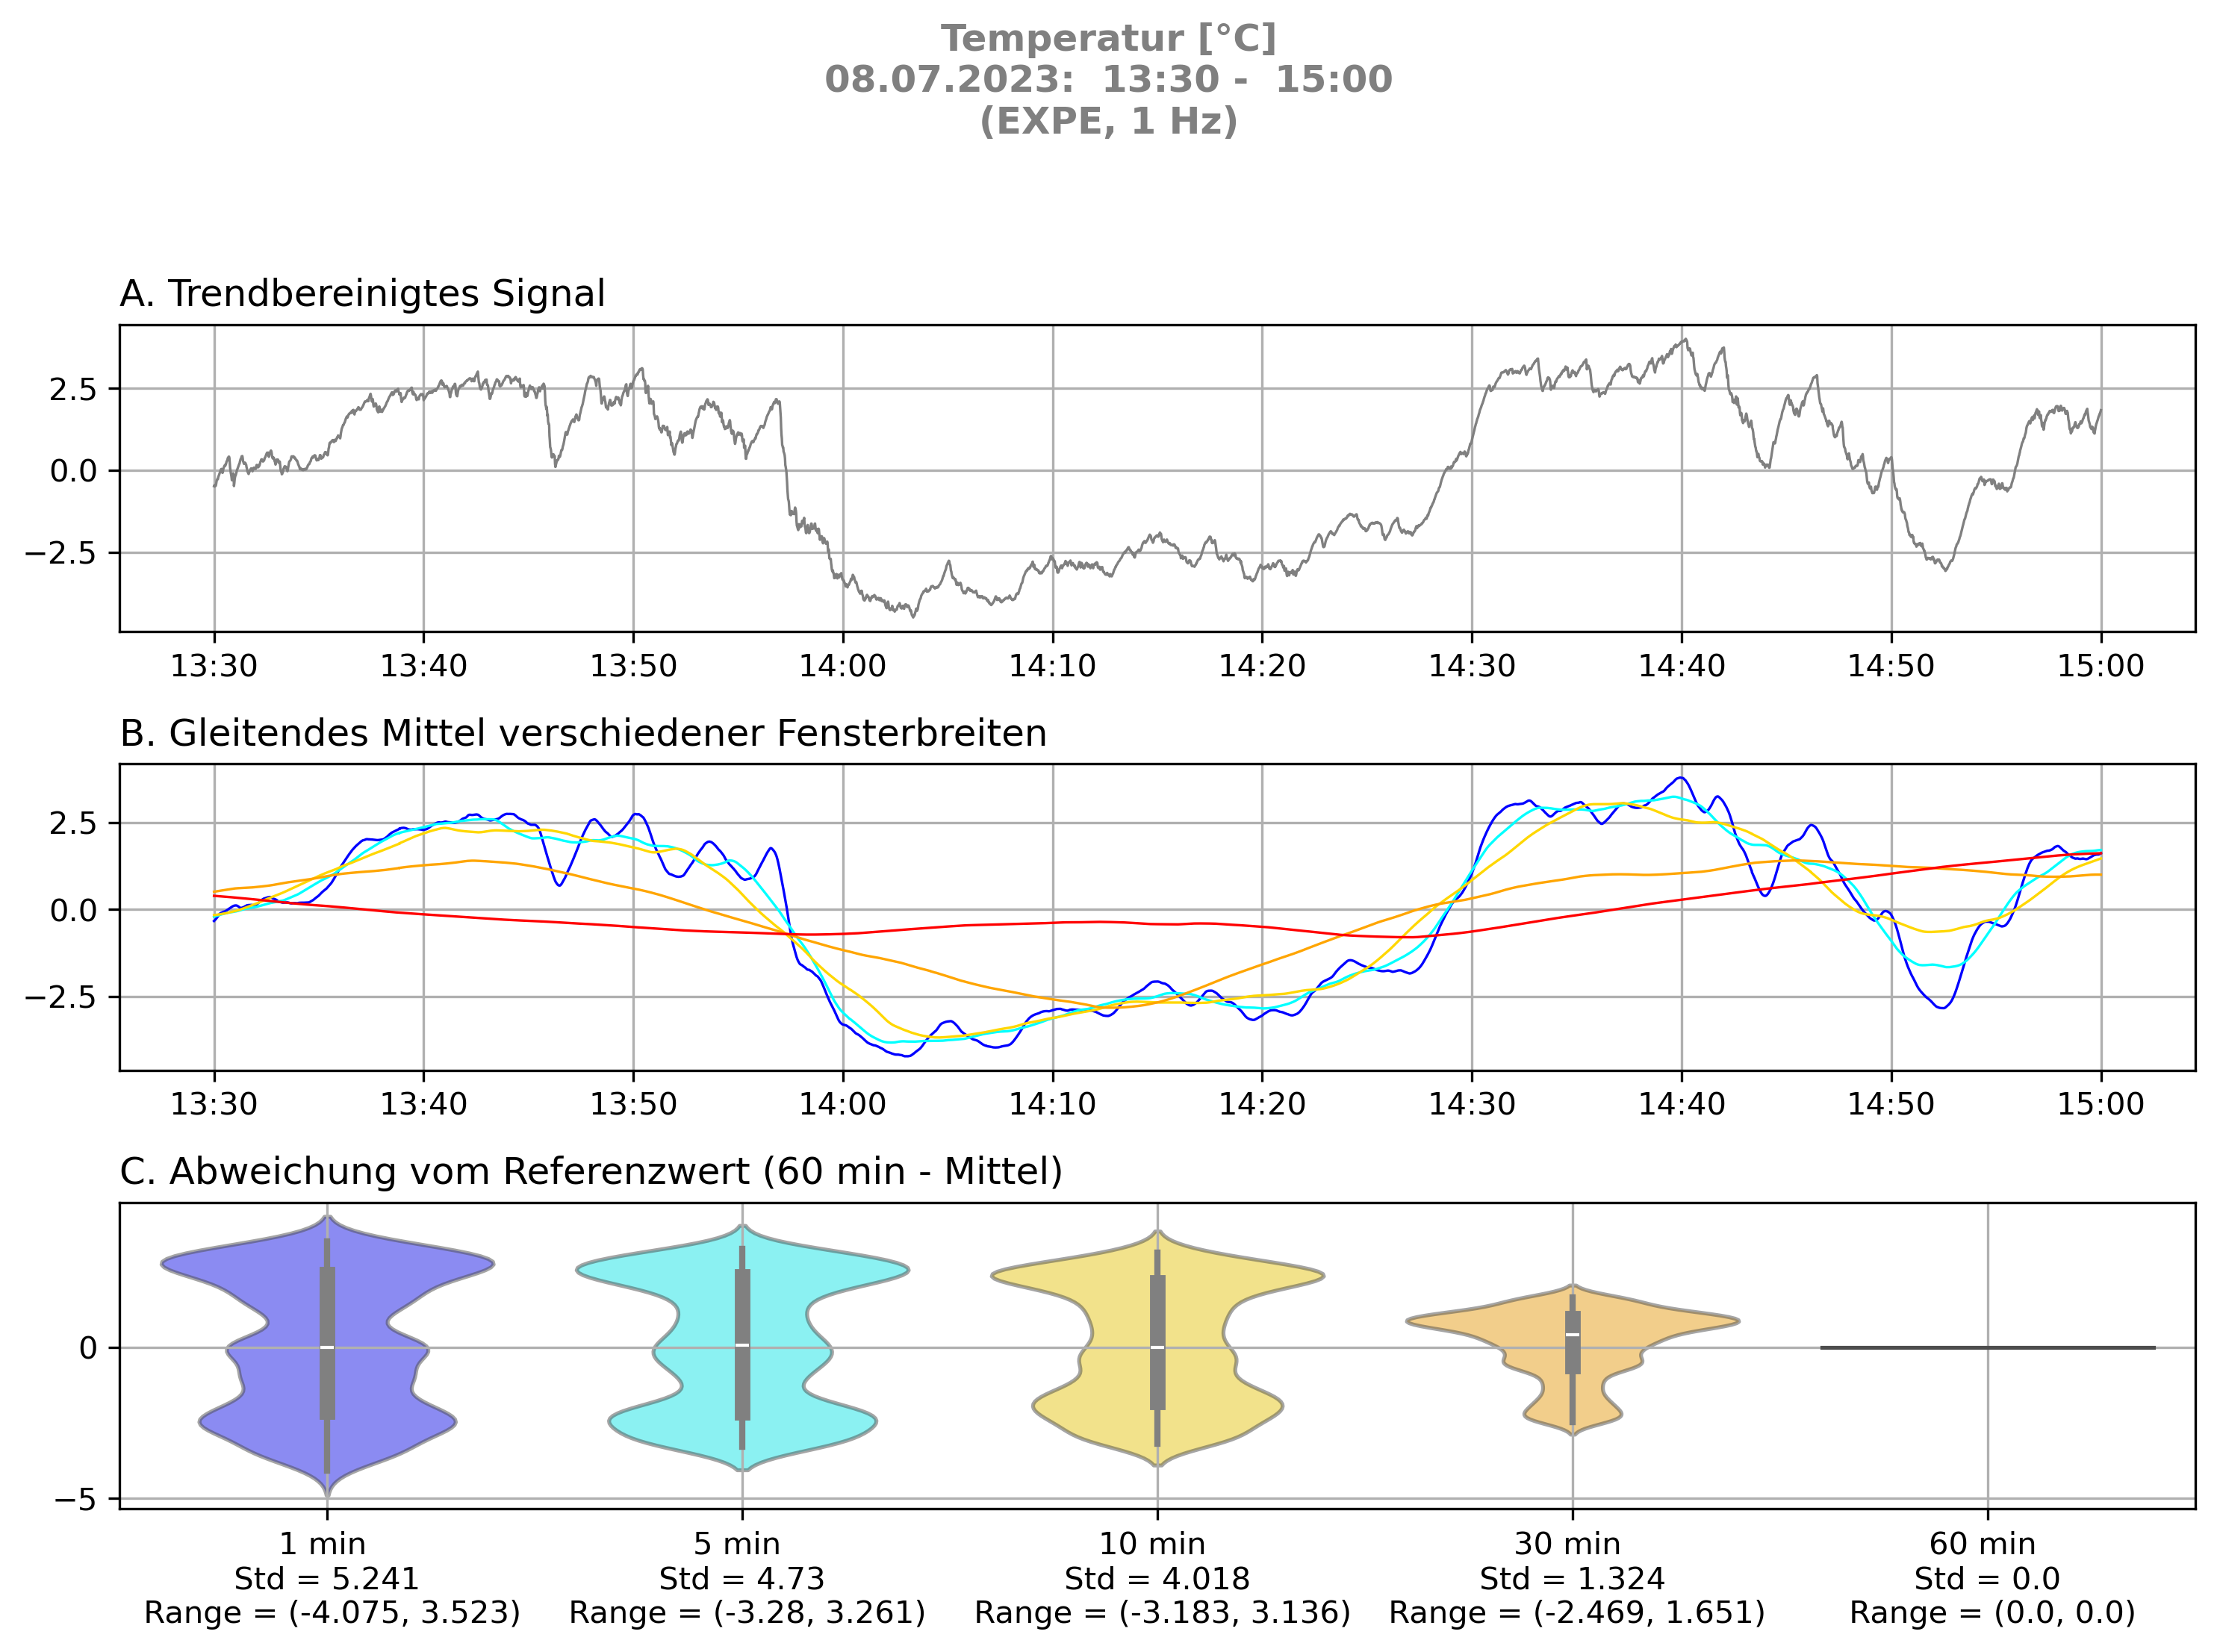 Temperatur [°C]
08.07.2023:  13:30 -  15:00
(EXPE, 1 Hz)
A. Trendbereinigtes Signal
2.5
0.0
−2.5
13:30 13:40 13:50 14:00 14:10 14:20 14:30 14:40 14:50 15:00
B. Gleitendes Mittel verschiedener Fensterbreiten
2.5
0.0
−2.5
13:30 13:40 13:50 14:00 14:10 14:20 14:30 14:40 14:50 15:00
C. Abweichung vom Referenzwert (60 min - Mittel)
0
−5
1 min 5 min 10 min 30 min 60 min
Std = 5.241 Std = 4.73 Std = 4.018 Std = 1.324 Std = 0.0
Range = (-4.075, 3.523) Range = (-3.28, 3.261) Range = (-3.183, 3.136) Range = (-2.469, 1.651) Range = (0.0, 0.0)